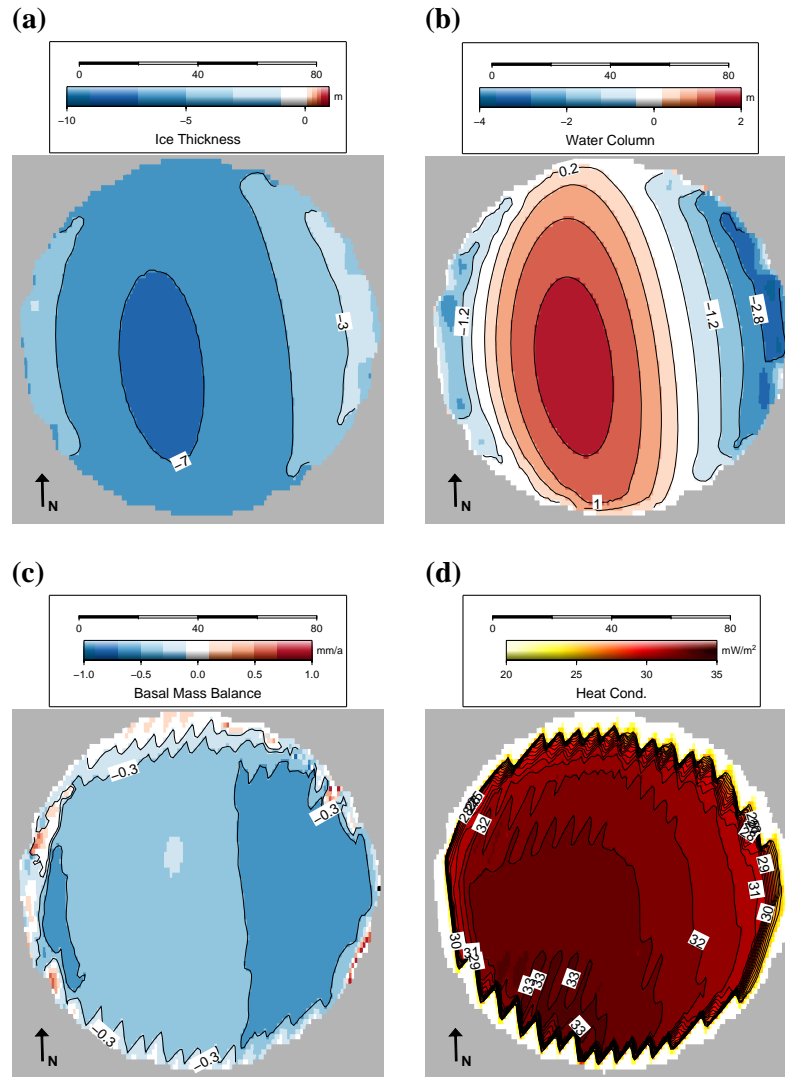 (a)
0 40 80
m
−10 −5 0
Ice Thickness
−3
−7
N
(b)
0 40 80
m
−4 −2 0 2
Water Column
0.2
−1.2
−1.2
−2.8
1
N
(c)
0 40 80
mm/a
−1.0 −0.5 0.0 0.5 1.0
Basal Mass Balance
−0.3
−0.3
−0.3
−0.3
N
(d)
0 40 80
mW/m²
20 25 30 35
Heat Cond.
32
28
29
31
30
32
30
29
33
33
33
33
N